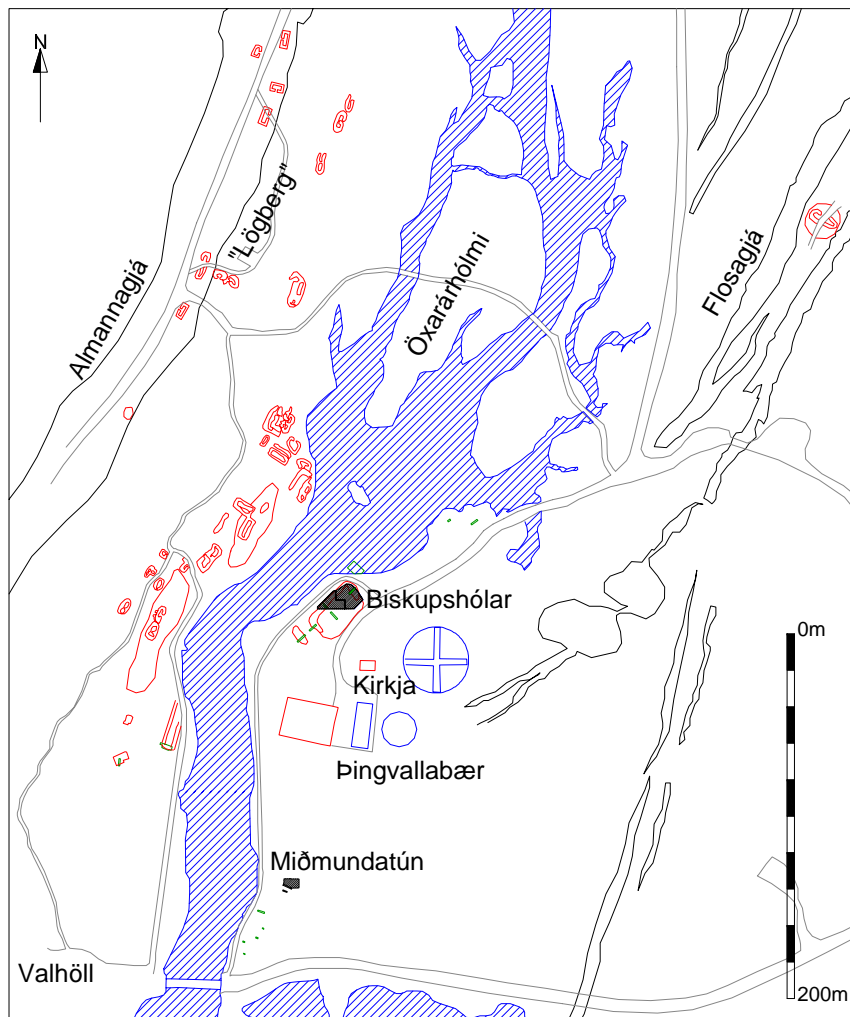 N
"Lögberg"
Almannagjá
Öxarárhólmi
Flosagjá
Biskupshólar
0m
Kirkja
Þingvallabær
Miðmundatún
Valhöll
200m